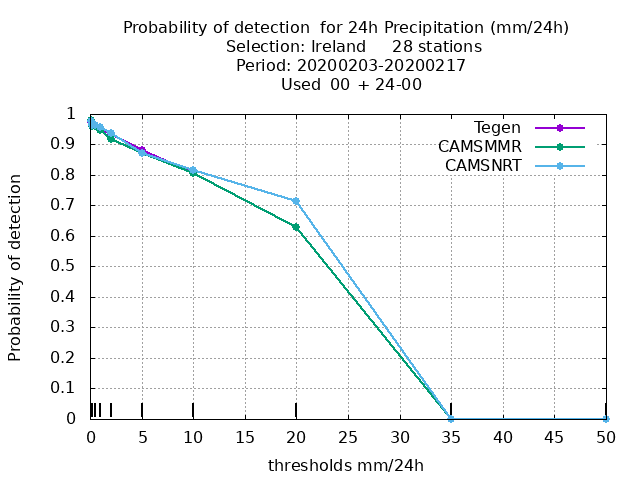 Probability of detection  for 24h Precipitation (mm/24h)
Selection: Ireland     28 stations
Period: 20200203-20200217
Used  00 + 24-00
Tegen
CAMSMMR
CAMSNRT
Probability of detection
1
0.9
0.8
0.7
0.6
0.5
0.4
0.3
0.2
0.1
0
0 5 10 15 20 25 30 35 40 45 50
thresholds mm/24h